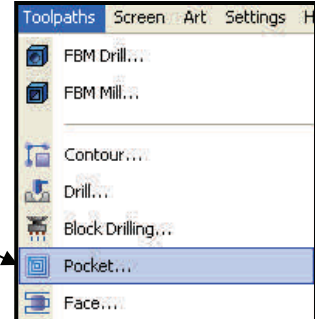 Toolpaths Screen Art Settings H
FBM Drill...
FBM Mill...
Contour...
Drill...
Block Drilling...
Pocket...
Face...